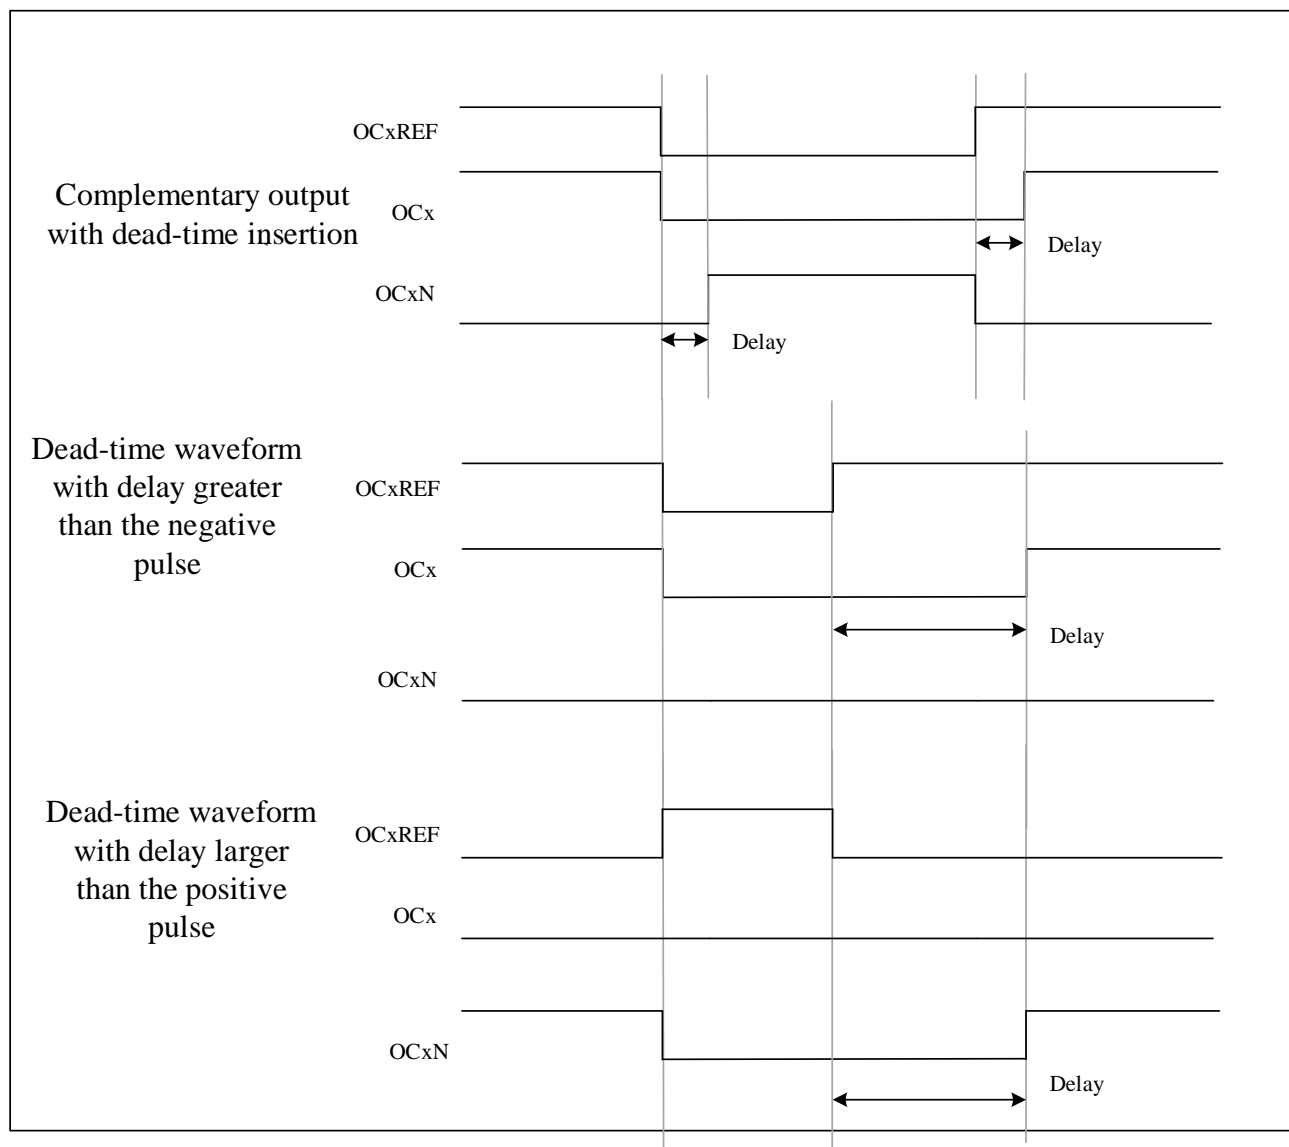 OCxREF
Complementary output
with dead-time insertion
OCx
Delay
OCxN
Delay
Dead-time waveform
with delay greater
than the negative
pulse
OCxREF
OCx
Delay
OCxN
Dead-time waveform
with delay larger
than the positive
pulse
OCxREF
OCx
OCxN
Delay